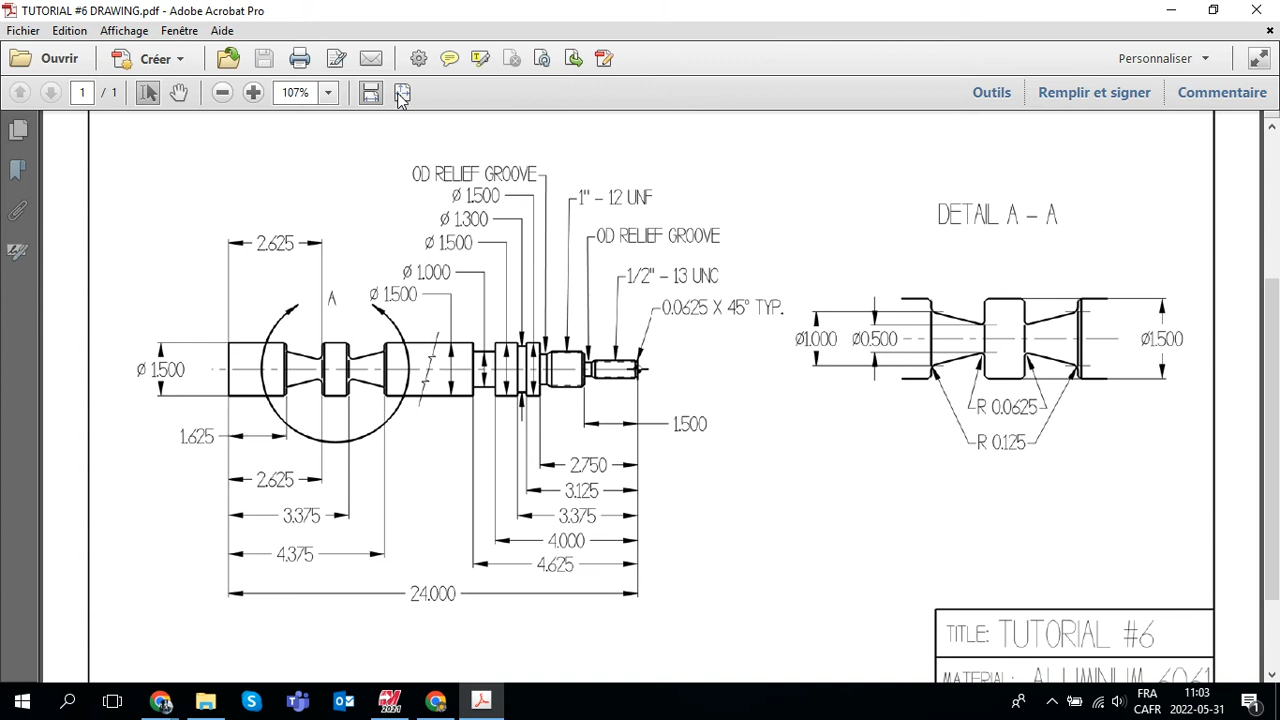 TUTORIAL #6 DRAWING.pdf - Adobe Acrobat Pro
Fichier Edition Affichage Fenêtre Aide
Ouvrir Créer Personnaliser
1 / 1 107% Outils Remplir et signer Commentaire
OD RELIEF GROOVE
Ø 1.500
1" - 12 UNF
Ø 1.300
OD RELIEF GROOVE
Ø 1.500
2.625
Ø 1.000
1/2" - 13 UNC
Ø 1.500
A
0.0625 X 45° TYP.
Ø 1.500
1.625
1.500
2.750
2.625
3.125
3.375
3.375
4.000
4.375
4.625
24.000
DETAIL A - A
Ø1.000
Ø0.500
Ø1.500
R 0.0625
R 0.125
TITLE: TUTORIAL #6
MATERIAL: ALUMINUM 6061
2021
FRA
CAFR
11:03
2022-05-31
1